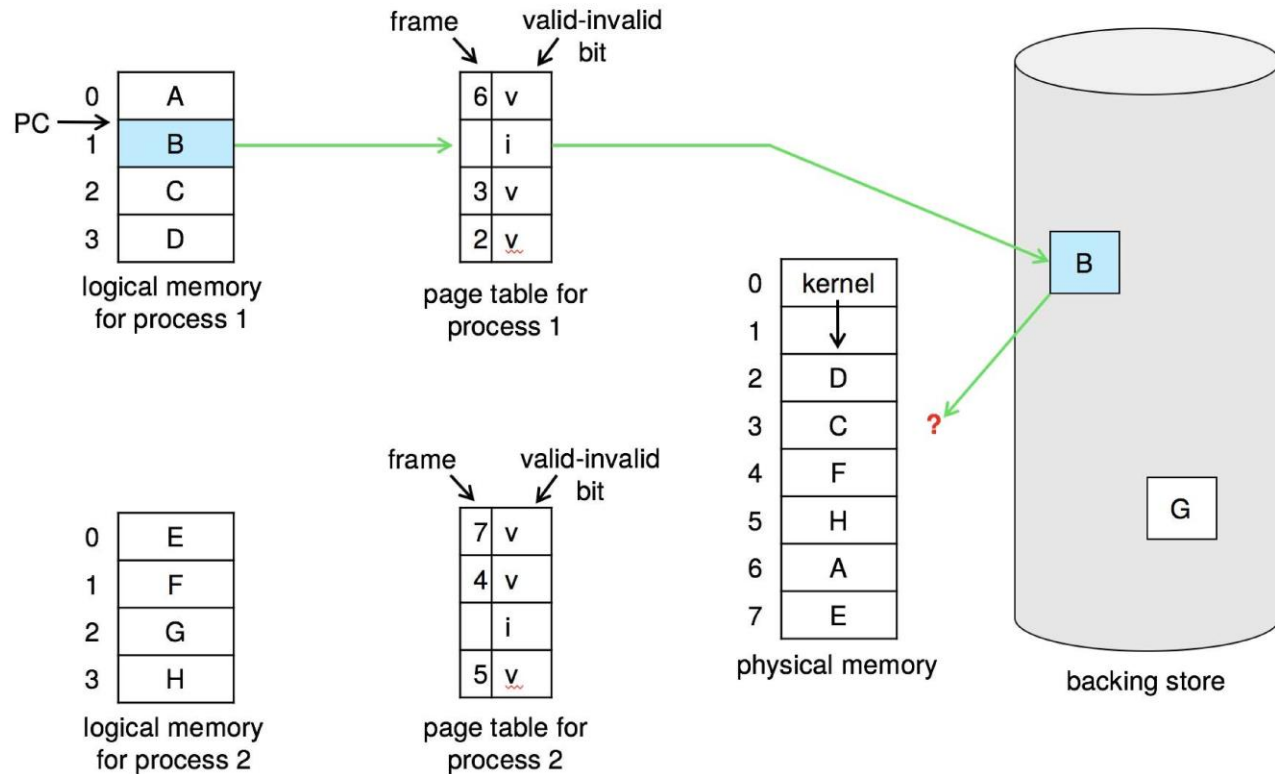 frame
valid-invalid
bit
0 A
PC
1 B
2 C
3 D
logical memory
for process 1
6 v
i
3 v
2 v
page table for
process 1
B
0 kernel
1
2 D
3 C
4 F
5 H
6 A
7 E
physical memory
?
G
backing store
frame
valid-invalid
bit
0 E
1 F
2 G
3 H
logical memory
for process 2
7 v
4 v
i
5 v
page table for
process 2